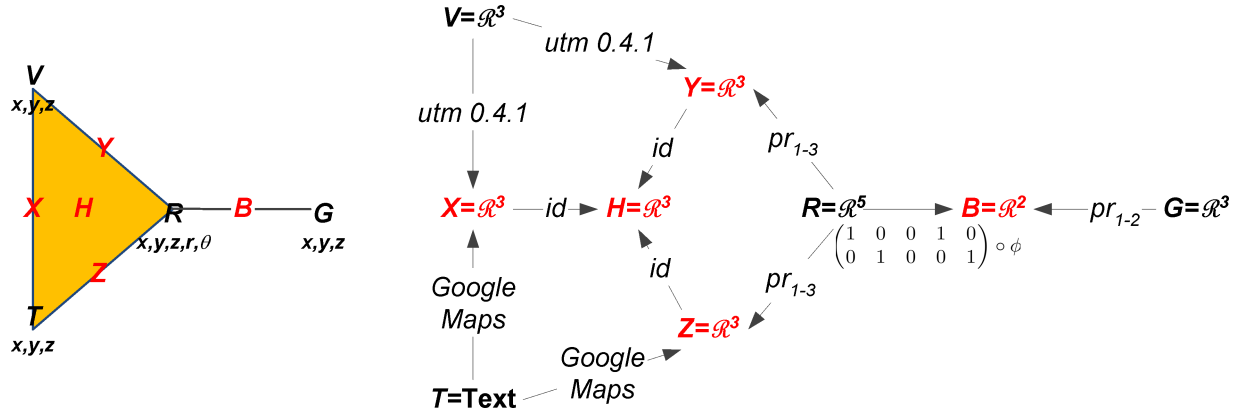 V
x,y,z
Y
X
H
R
B
G
x,y,z,r,θ
x,y,z
Z
T
x,y,z
V=ℛ³
utm 0.4.1
Y=ℛ³
utm 0.4.1
id
pr₁₋₃
X=ℛ³
id
H=ℛ³
R=ℛ⁵
B=ℛ²
pr₁₋₂
G=ℛ³
(1 0 0 1 0
0 1 0 0 1) ∘ ϕ
id
pr₁₋₃
Google
Maps
Z=ℛ³
Google
Maps
T=Text